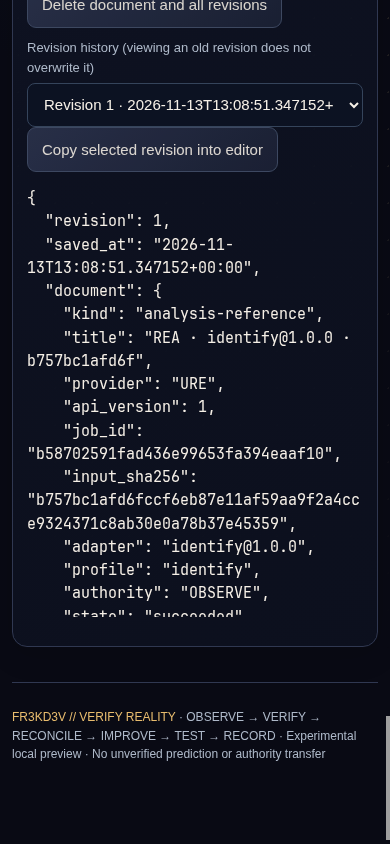 Delete document and all revisions
Revision history (viewing an old revision does not
overwrite it)
Revision 1 · 2026-11-13T13:08:51.347152+
Copy selected revision into editor
{
  "revision": 1,
  "saved_at": "2026-11-
13T13:08:51.347152+00:00",
  "document": {
    "kind": "analysis-reference",
    "title": "REA · identify@1.0.0 ·
b757bc1afd6f",
    "provider": "URE",
    "api_version": 1,
    "job_id":
"b58702591fad436e99653fa394eaaf10",
    "input_sha256":
"b757bc1afd6fccf6eb87e11af59aa9f2a4cc
e9324371c8ab30e0a78b37e45359",
    "adapter": "identify@1.0.0",
    "profile": "identify",
    "authority": "OBSERVE",
    "state": "succeeded"
FR3KD3V // VERIFY REALITY · OBSERVE → VERIFY →
RECONCILE → IMPROVE → TEST → RECORD · Experimental
local preview · No unverified prediction or authority transfer